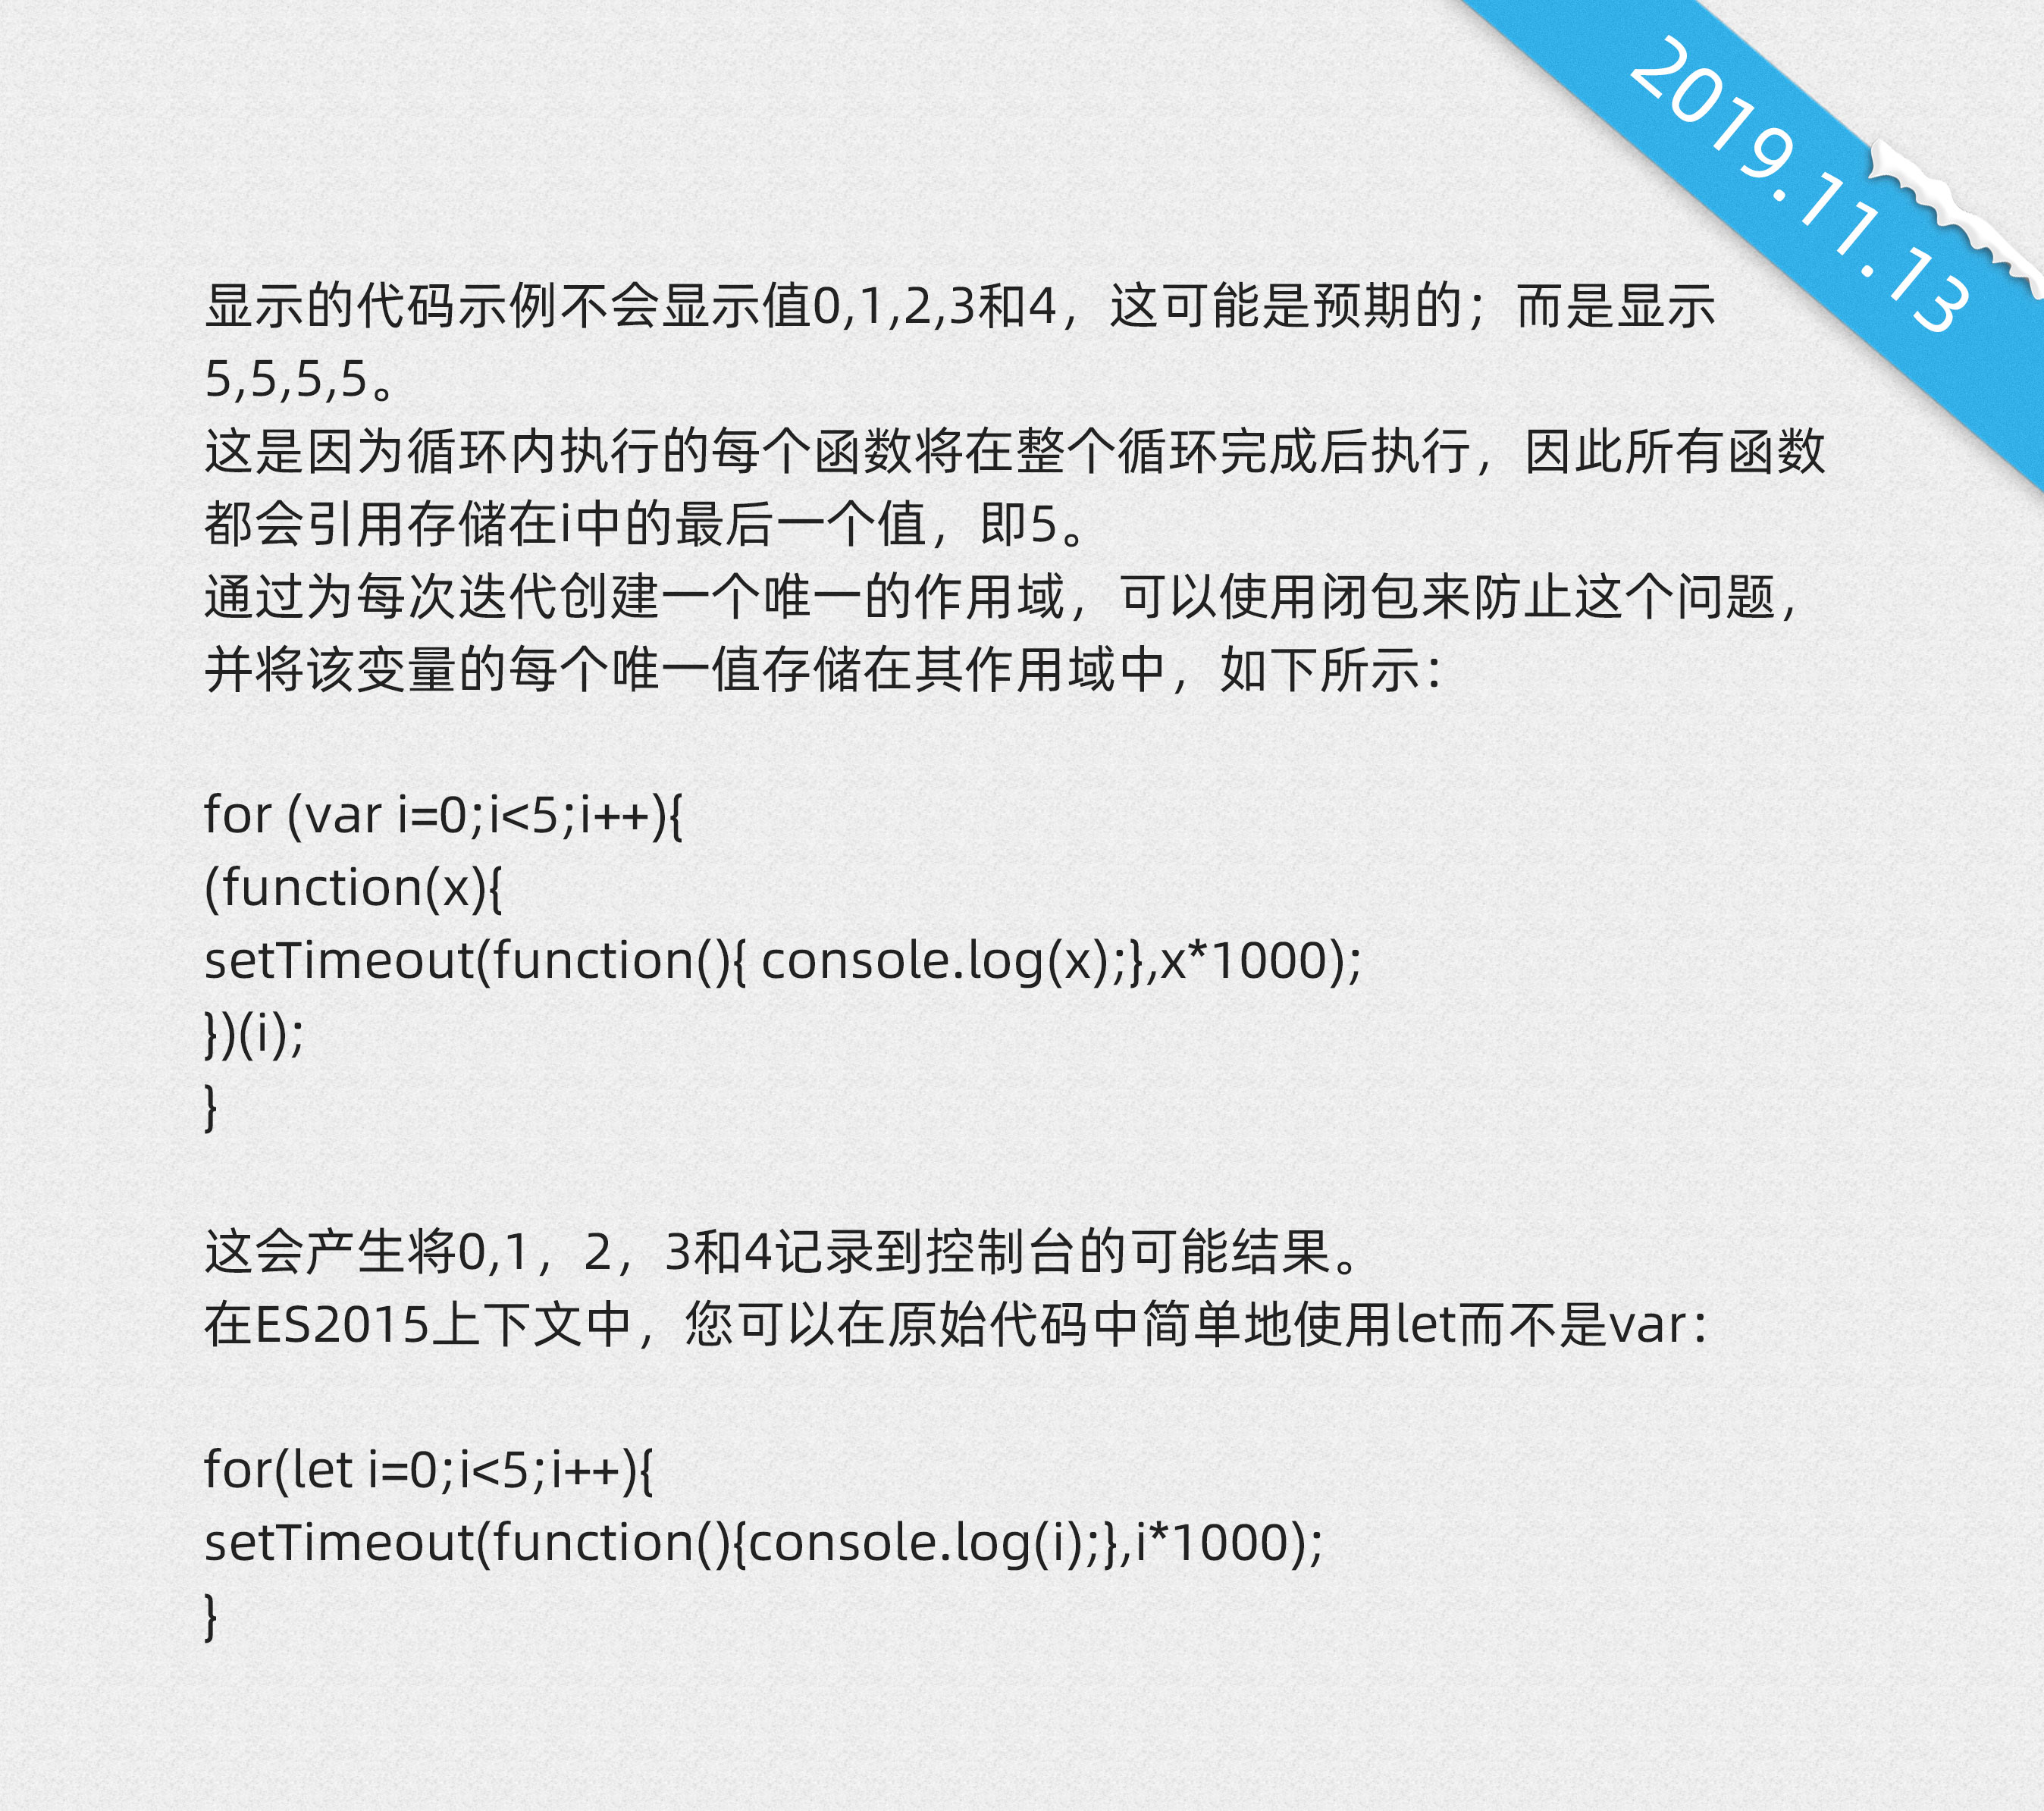 2019.11.13
显示的代码示例不会显示值0,1,2,3和4，这可能是预期的；而是显示
5,5,5,5。
这是因为循环内执行的每个函数将在整个循环完成后执行，因此所有函数
都会引用存储在i中的最后一个值，即5。
通过为每次迭代创建一个唯一的作用域，可以使用闭包来防止这个问题，
并将该变量的每个唯一值存储在其作用域中，如下所示：
for (var i=0;i<5;i++){
(function(x){
setTimeout(function(){ console.log(x);},x*1000);
})(i);
}
这会产生将0,1，2，3和4记录到控制台的可能结果。
在ES2015上下文中，您可以在原始代码中简单地使用let而不是var：
for(let i=0;i<5;i++){
setTimeout(function(){console.log(i);},i*1000);
}